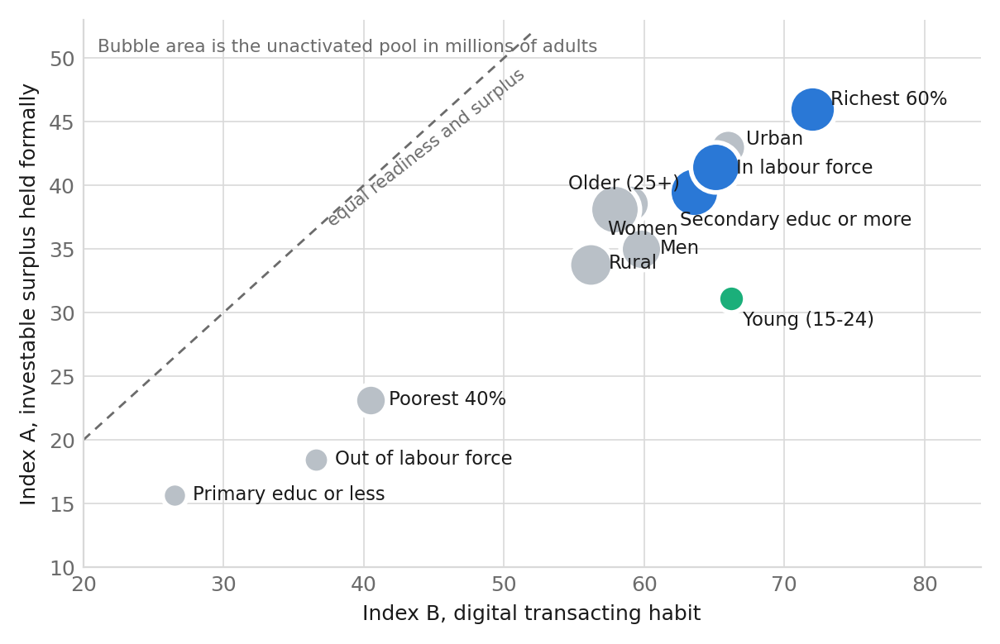 Bubble area is the unactivated pool in millions of adults
equal readiness and surplus
Richest 60%
Urban
In labour force
Older (25+)
Secondary educ or more
Women
Men
Rural
Young (15-24)
Poorest 40%
Out of labour force
Primary educ or less
Index A, investable surplus held formally
50
45
40
35
30
25
20
15
10
20 30 40 50 60 70 80
Index B, digital transacting habit